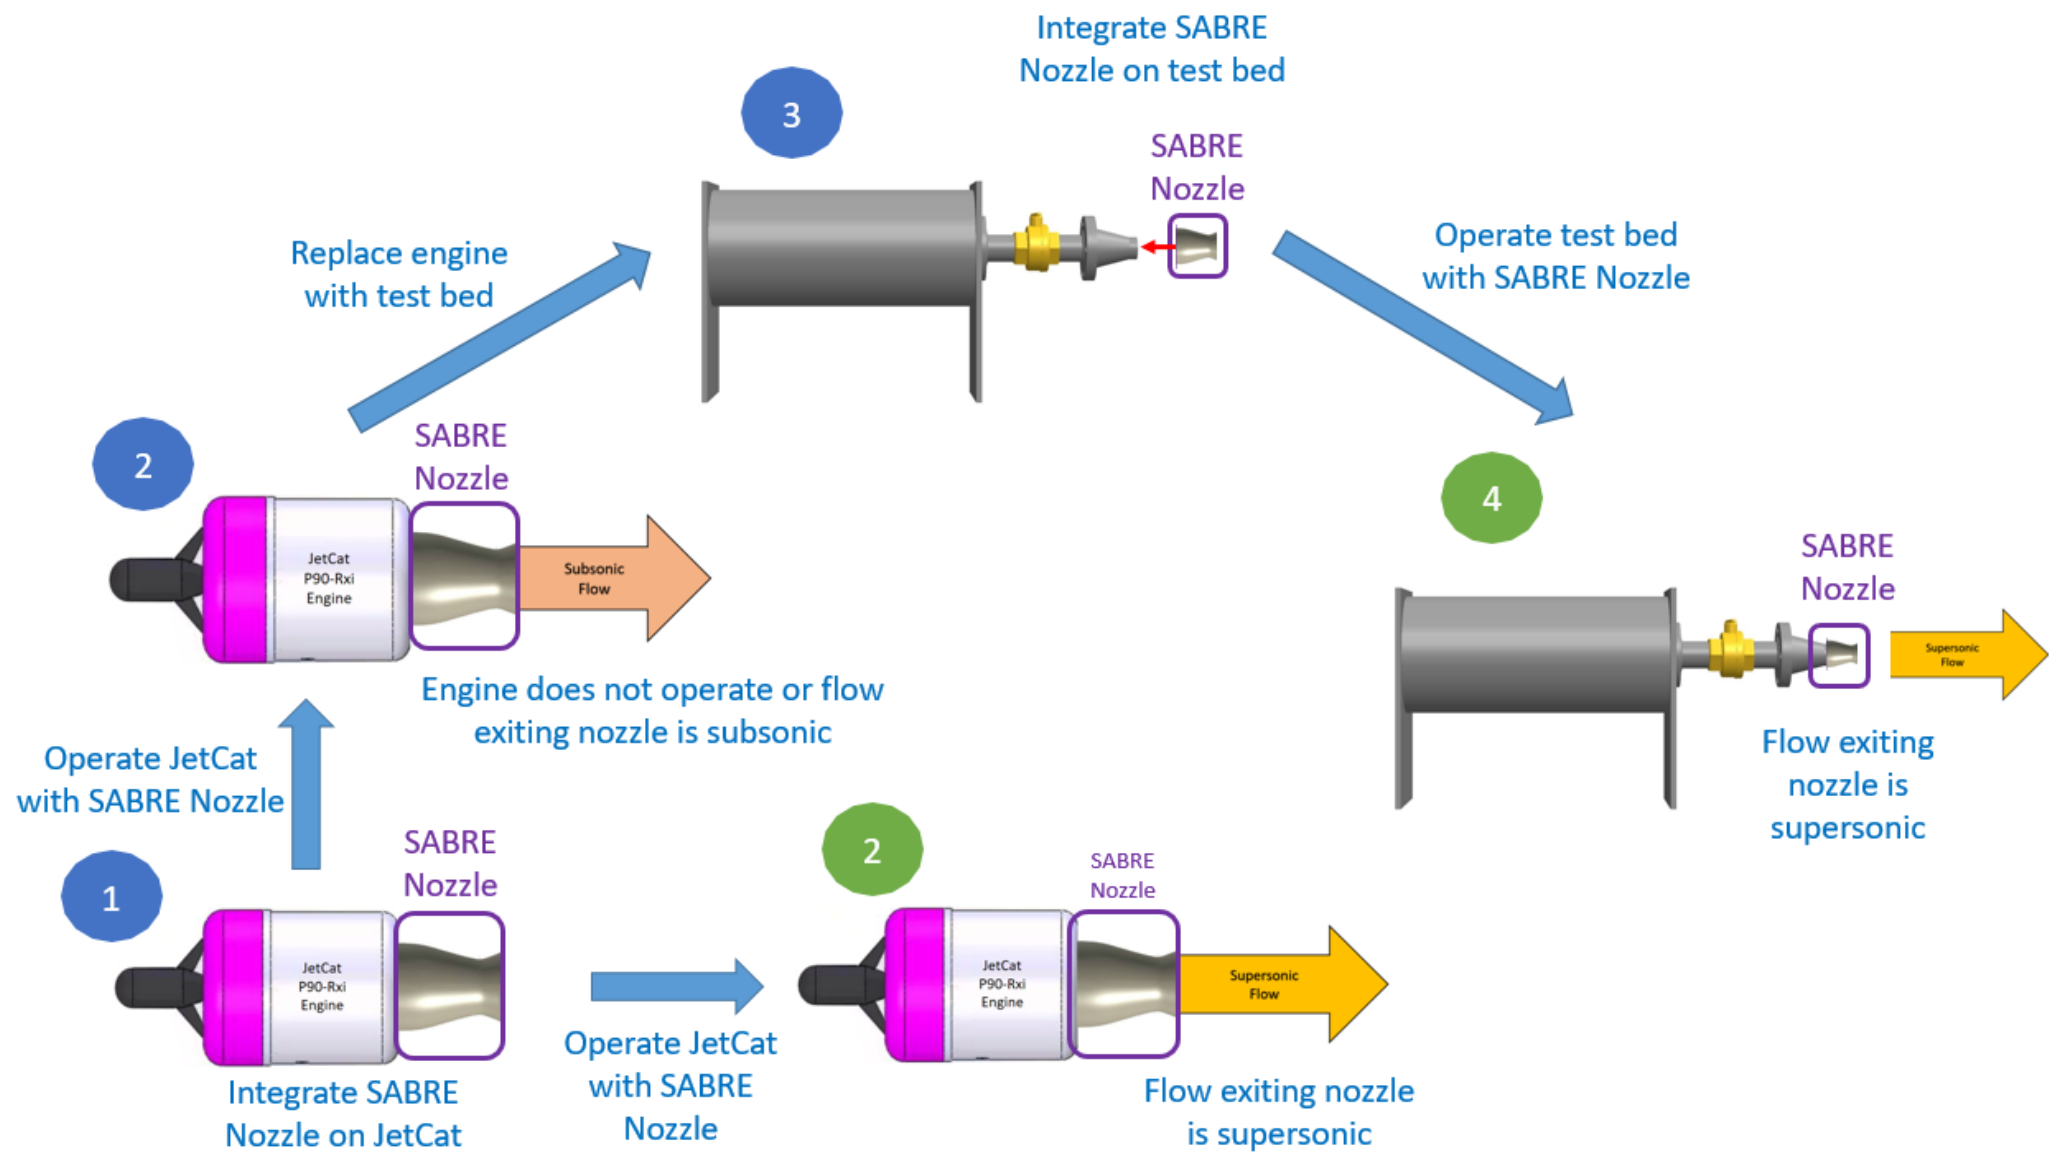 Integrate SABRE
Nozzle on test bed
3
SABRE
Nozzle
Replace engine
with test bed
Operate test bed
with SABRE Nozzle
2
SABRE
Nozzle
JetCat
P90-Rxi
Engine
Subsonic
Flow
Engine does not operate or flow
exiting nozzle is subsonic
4
SABRE
Nozzle
Supersonic
Flow
Flow exiting
nozzle is
supersonic
Operate JetCat
with SABRE Nozzle
1
SABRE
Nozzle
JetCat
P90-Rxi
Engine
Integrate SABRE
Nozzle on JetCat
Operate JetCat
with SABRE
Nozzle
2
SABRE
Nozzle
JetCat
P90-Rxi
Engine
Supersonic
Flow
Flow exiting nozzle
is supersonic